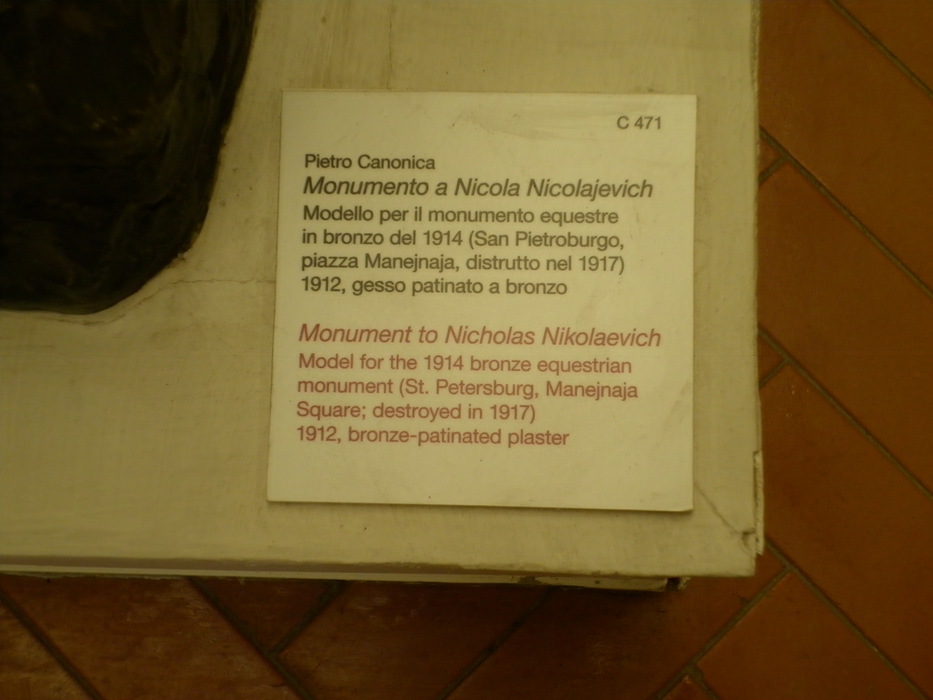 C 471
Pietro Canonica
Monumento a Nicola Nicolajevich
Modello per il monumento equestre
in bronzo del 1914 (San Pietroburgo,
piazza Manejnaja, distrutto nel 1917)
1912, gesso patinato a bronzo
Monument to Nicholas Nikolaevich
Model for the 1914 bronze equestrian
monument (St. Petersburg, Manejnaja
Square; destroyed in 1917)
1912, bronze-patinated plaster